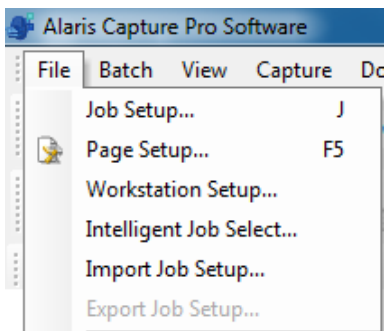 Alaris Capture Pro Software
File Batch View Capture
Job Setup... J
Page Setup... F5
Workstation Setup...
Intelligent Job Select...
Import Job Setup...
Export Job Setup...